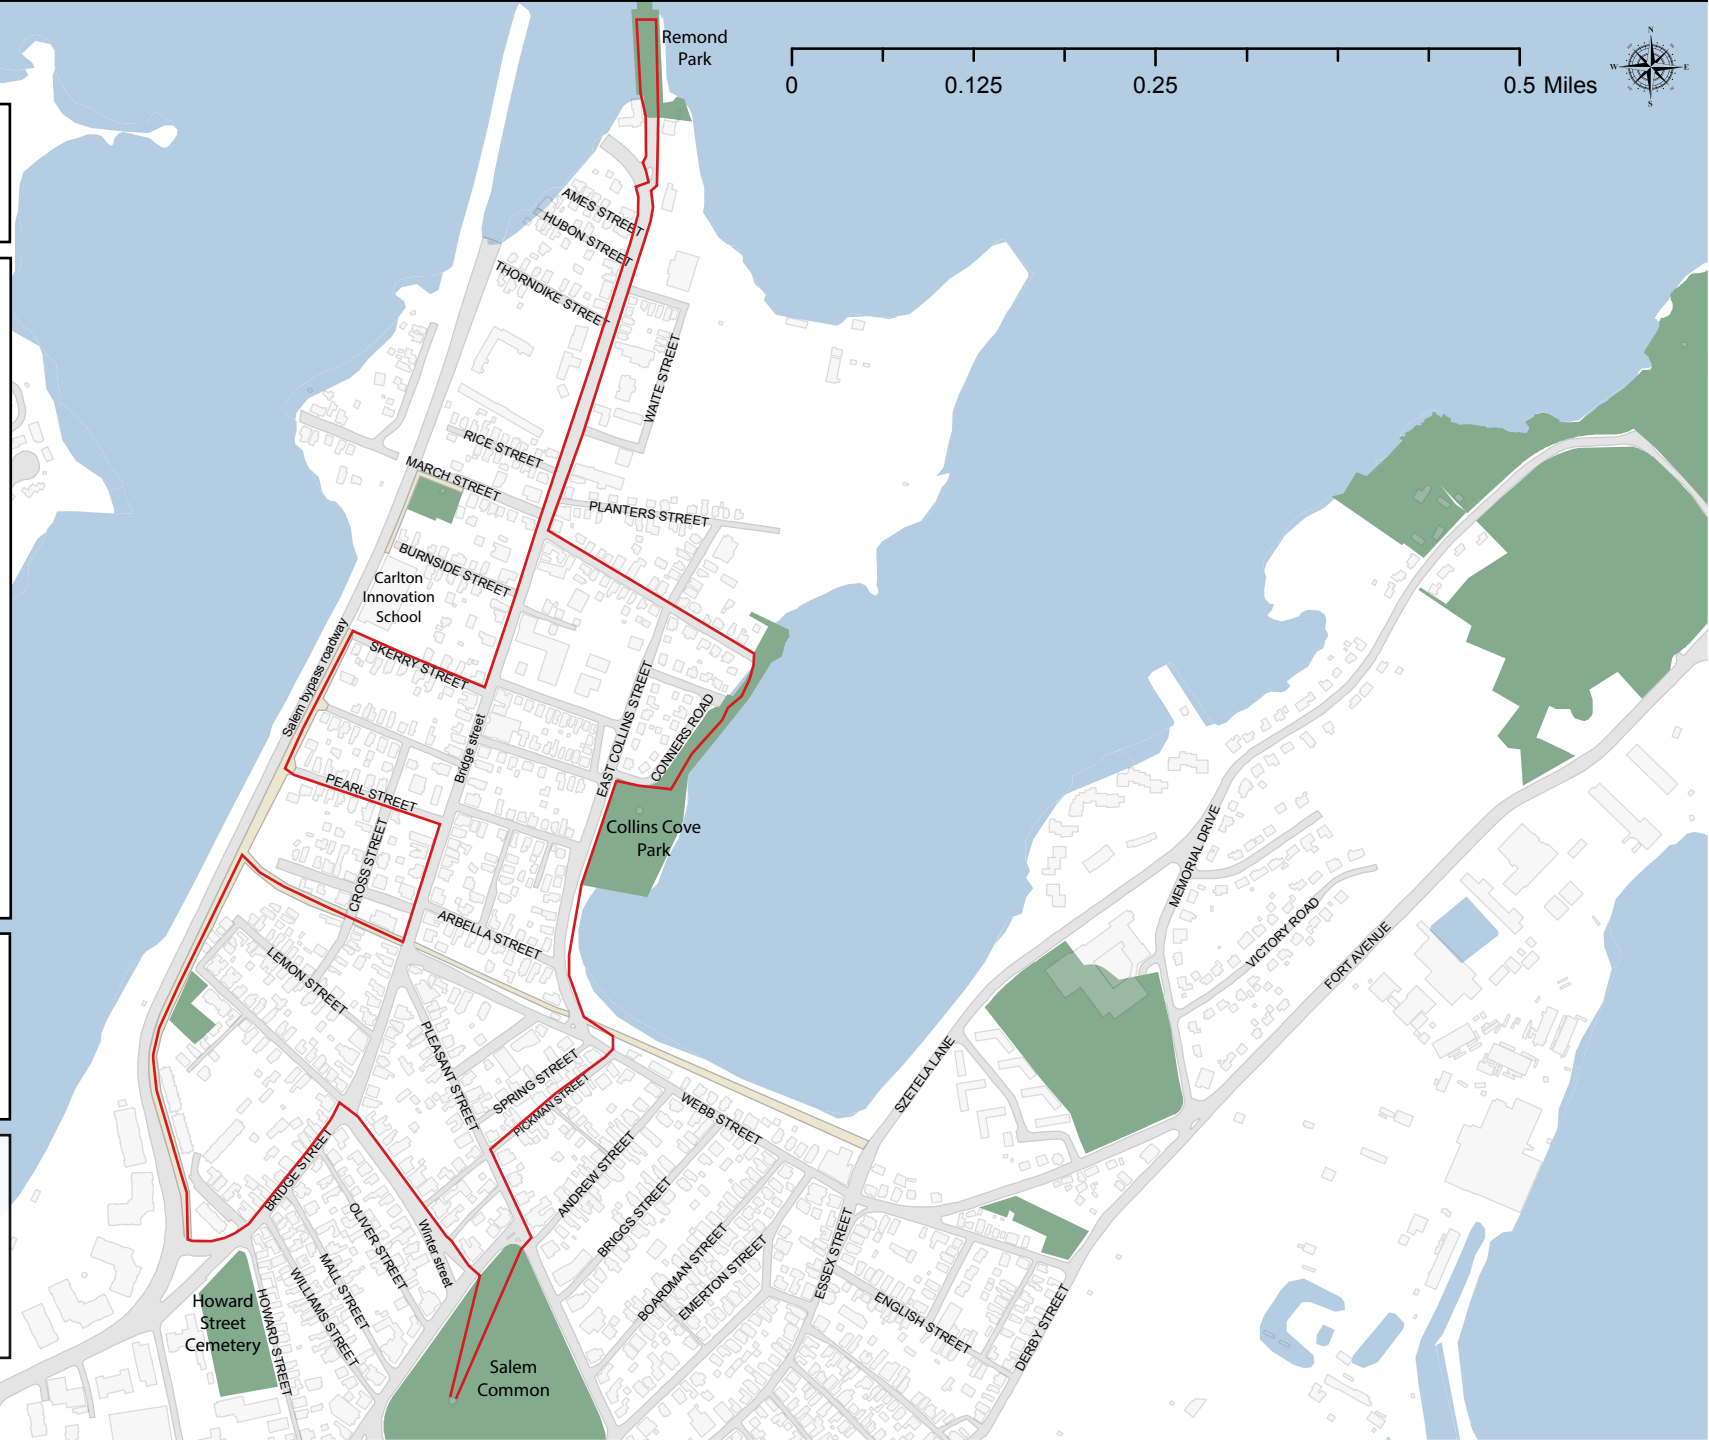 Remond
Park
N
W
E
S
0
0.125
0.25
0.5 Miles
AMES STREET
HUBON STREET
THORNDIKE STREET
WAITE STREET
RICE STREET
MARCH STREET
PLANTERS STREET
BURNSIDE STREET
Carlton
Innovation
School
SKERRY STREET
Salem bypass roadway
Bridge street
EAST COLLINS STREET
CONNERS ROAD
PEARL STREET
CROSS STREET
Collins Cove
Park
ARBELLA STREET
LEMON STREET
PLEASANT STREET
SPRING STREET
PICKMAN STREET
WEBB STREET
SZETELA LANE
MEMORIAL DRIVE
VICTORY ROAD
FORT AVENUE
BRIDGE STREET
ANDREW STREET
BRIGGS STREET
OLIVER STREET
Winter street
MALL STREET
WILLIAMS STREET
HOWARD STREET
BOARDMAN STREET
EMERTON STREET
ESSEX STREET
ENGLISH STREET
DERBY STREET
Howard
Street
Cemetery
Salem
Common